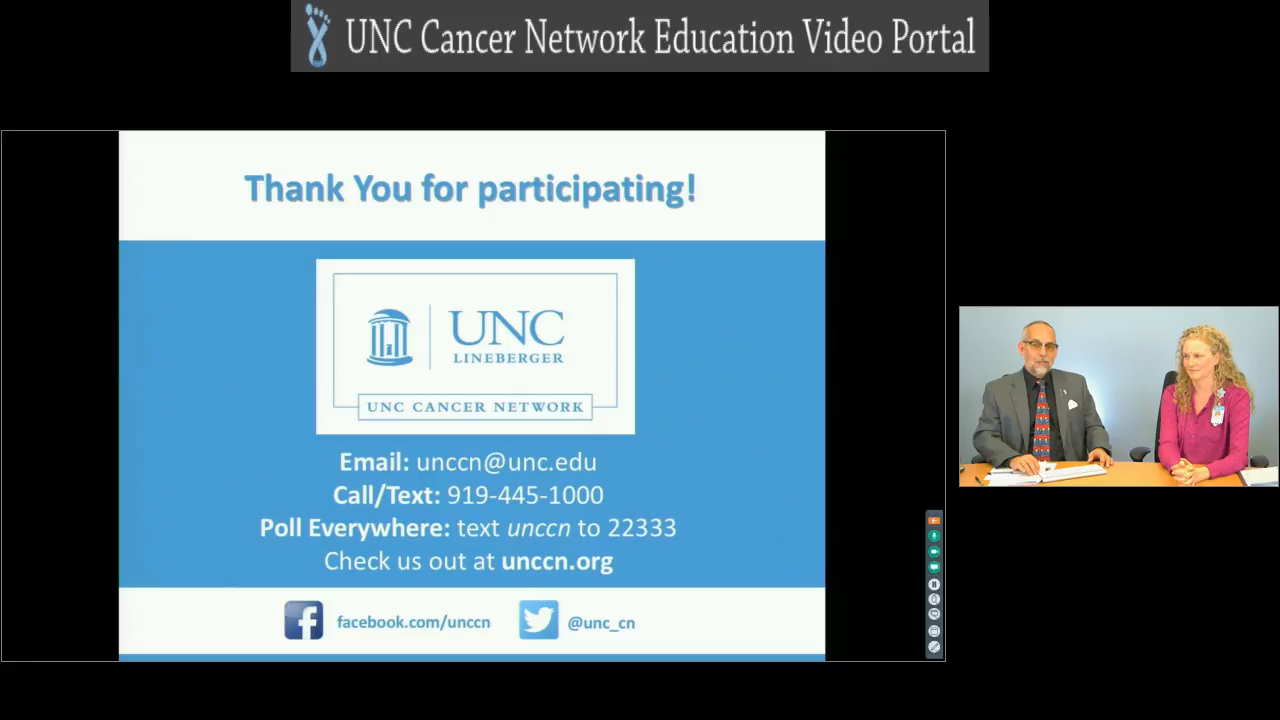 UNC Cancer Network Education Video Portal
Thank You for participating!
UNC
LINEBERGER
UNC CANCER NETWORK
Email: unccn@unc.edu
Call/Text: 919-445-1000
Poll Everywhere: text unccn to 22333
Check us out at unccn.org
facebook.com/unccn
@unc_cn